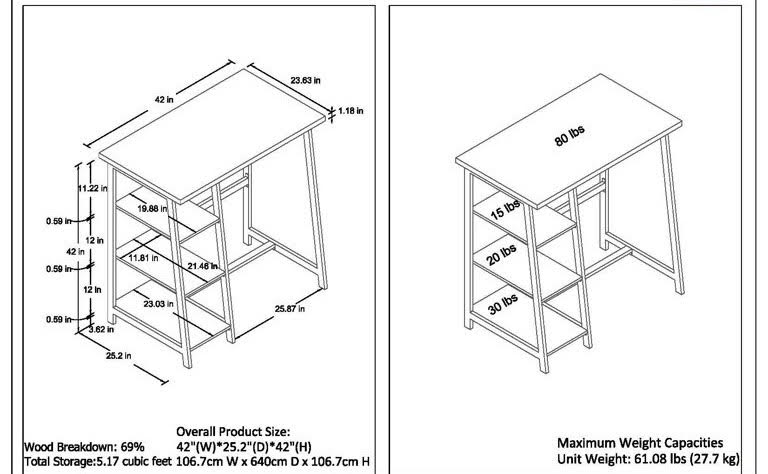 23.63 in
42 in
1.18 in
11.22 in
19.88 in
0.59 in
12 in
42 in
11.81 in
21.46 in
0.59 in
12 in
23.03 in
25.87 in
0.59 in
3.62 in
25.2 in
Overall Product Size:
Wood Breakdown: 69% 42"(W)*25.2"(D)*42"(H)
Total Storage:5.17 cubic feet 106.7cm W x 640cm D x 106.7cm H
80 lbs
15 lbs
20 lbs
30 lbs
Maximum Weight Capacities
Unit Weight: 61.08 lbs (27.7 kg)